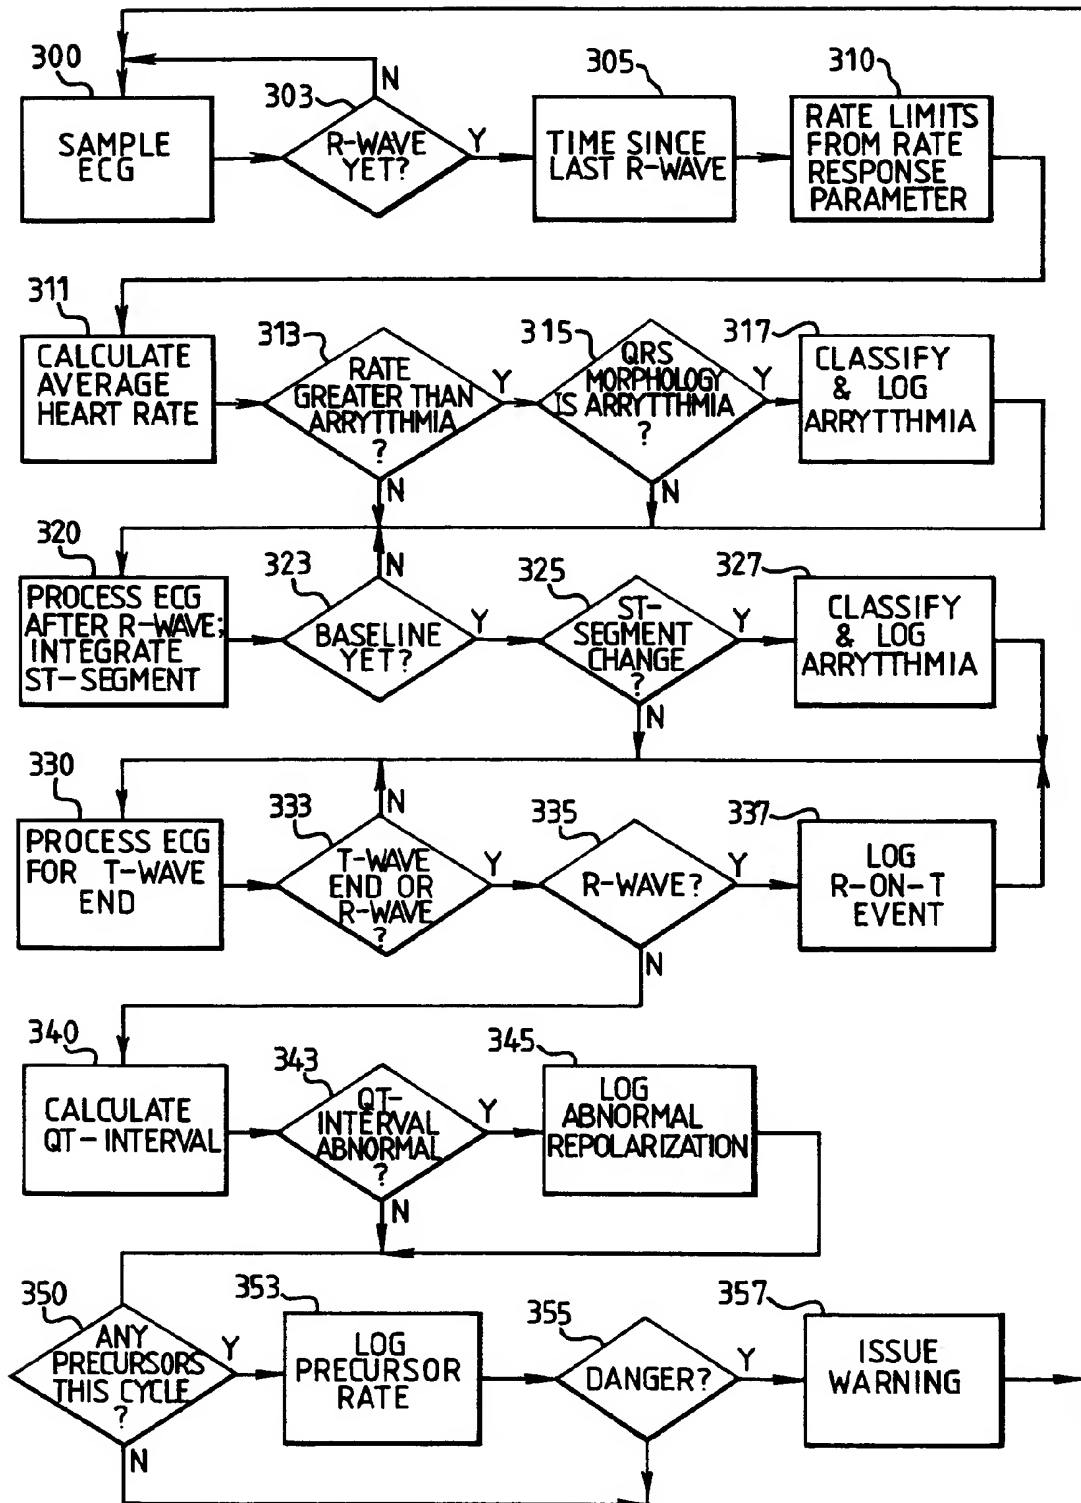 300
SAMPLE
ECG
303
R-WAVE
YET?
N
Y
305
TIME SINCE
LAST R-WAVE
310
RATE LIMITS
FROM RATE
RESPONSE
PARAMETER
311
CALCULATE
AVERAGE
HEART RATE
313
RATE
GREATER THAN
ARRYTTHMIA
?
Y
N
315
QRS
MORPHOLOGY
IS ARRYTTHMIA
?
Y
N
317
CLASSIFY
& LOG
ARRYTTHMIA
320
PROCESS ECG
AFTER R-WAVE;
INTEGRATE
ST-SEGMENT
323
BASELINE
YET?
N
Y
325
ST-
SEGMENT
CHANGE
?
Y
N
327
CLASSIFY
& LOG
ARRYTTHMIA
330
PROCESS ECG
FOR T-WAVE
END
333
T-WAVE
END OR
R-WAVE
?
N
Y
335
R-WAVE?
Y
N
337
LOG
R-ON-T
EVENT
340
CALCULATE
QT-INTERVAL
343
QT-
INTERVAL
ABNORMAL
?
Y
N
345
LOG
ABNORMAL
REPOLARIZATION
350
ANY
PRECURSORS
THIS CYCLE
?
Y
N
353
LOG
PRECURSOR
RATE
355
DANGER?
Y
357
ISSUE
WARNING